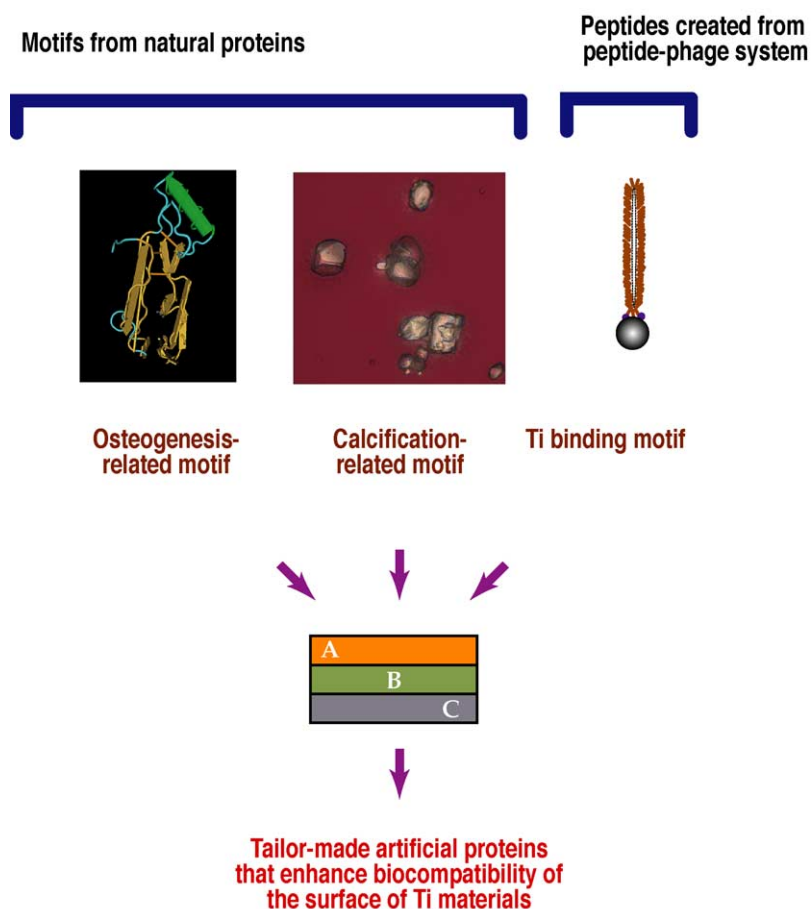 Motifs from natural proteins
Peptides created from
peptide-phage system
Osteogenesis-
related motif
Calcification-
related motif
Ti binding motif
A
B
C
Tailor-made artificial proteins
that enhance biocompatibility of
the surface of Ti materials